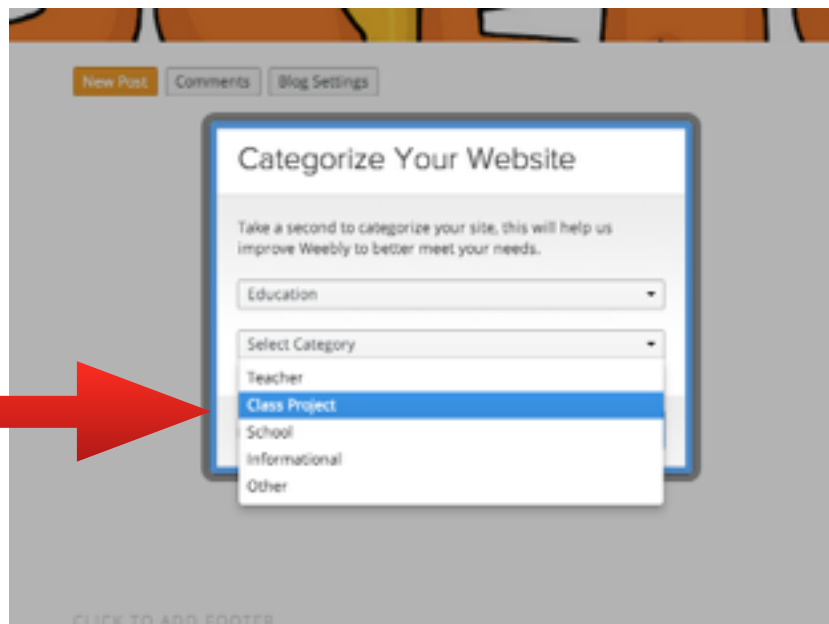 New Post Comments Blog Settings
Categorize Your Website
Take a second to categorize your site, this will help us
improve Weebly to better meet your needs.
Education
Select Category
Teacher
Class Project
School
Informational
Other
CLICK TO ADD FOOTER